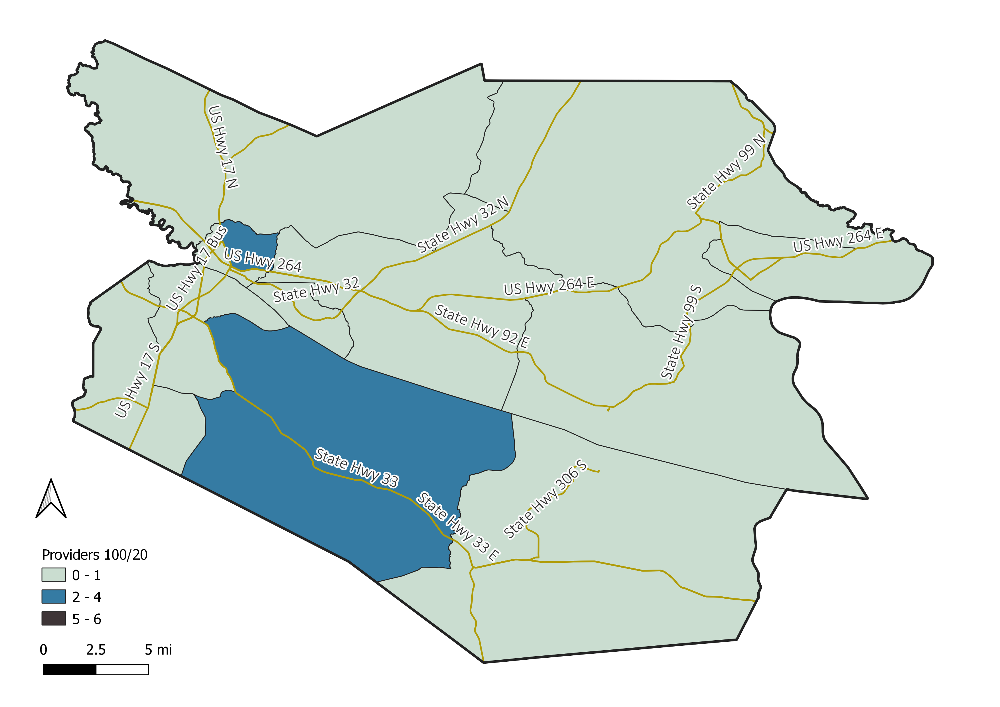 US Hwy 17 N
State Hwy 99 N
State Hwy 32 N
US Hwy 17 Bus
US Hwy 264 E
US Hwy 264
State Hwy 32
US Hwy 264 E
State Hwy 92 E
State Hwy 99 S
US Hwy 17 S
State Hwy 33
State Hwy 306 S
State Hwy 33 E
Providers 100/20
0 - 1
2 - 4
5 - 6
0 2.5 5 mi